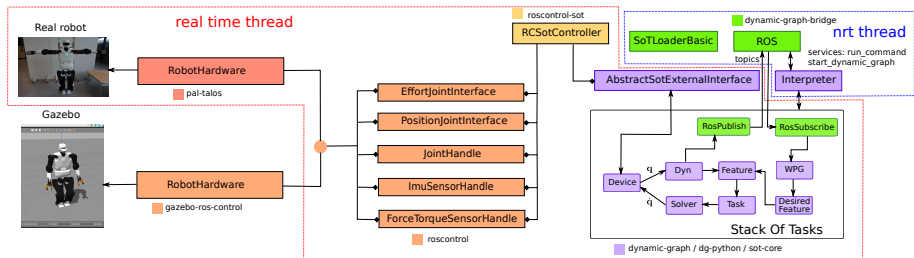 real time thread
roscontrol-sot
dynamic-graph-bridge
nrt thread
Real robot
RCSotController
SoTLoaderBasic
ROS
services: run_command
start_dynamic_graph
topics
RobotHardware
AbstractSotExternalInterface
Interpreter
pal-talos
EffortJointInterface
Gazebo
PositionJointInterface
RosPublish
RosSubscribe
JointHandle
q
Dyn
Feature
WPG
RobotHardware
ImuSensorHandle
Device
gazebo-ros-control
q̇
Solver
Task
Desired
Feature
ForceTorqueSensorHandle
Stack Of Tasks
roscontrol
dynamic-graph / dg-python / sot-core